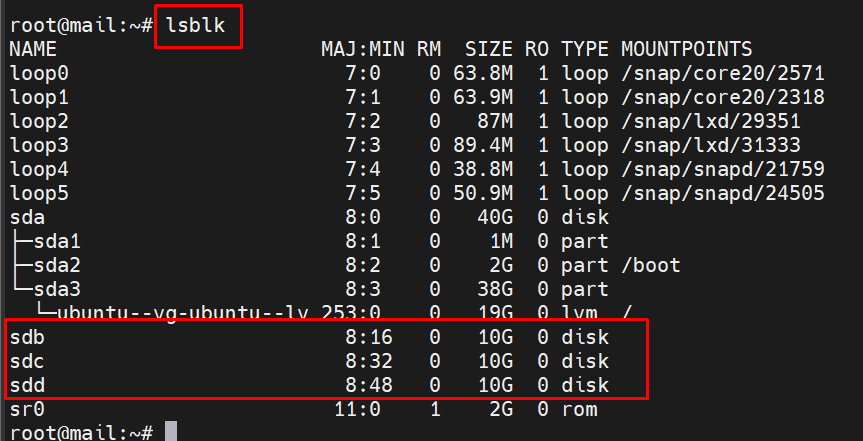 root@mail:~# lsblk
NAME                      MAJ:MIN RM  SIZE RO TYPE MOUNTPOINTS
loop0                       7:0    0 63.8M  1 loop /snap/core20/2571
loop1                       7:1    0 63.9M  1 loop /snap/core20/2318
loop2                       7:2    0   87M  1 loop /snap/lxd/29351
loop3                       7:3    0 89.4M  1 loop /snap/lxd/31333
loop4                       7:4    0 38.8M  1 loop /snap/snapd/21759
loop5                       7:5    0 50.9M  1 loop /snap/snapd/24505
sda                         8:0    0   40G  0 disk
├─sda1                      8:1    0    1M  0 part
├─sda2                      8:2    0    2G  0 part /boot
└─sda3                      8:3    0   38G  0 part
  └─ubuntu--vg-ubuntu--lv 253:0    0   19G  0 lvm  /
sdb                         8:16   0   10G  0 disk
sdc                         8:32   0   10G  0 disk
sdd                         8:48   0   10G  0 disk
sr0                        11:0    1    2G  0 rom
root@mail:~#